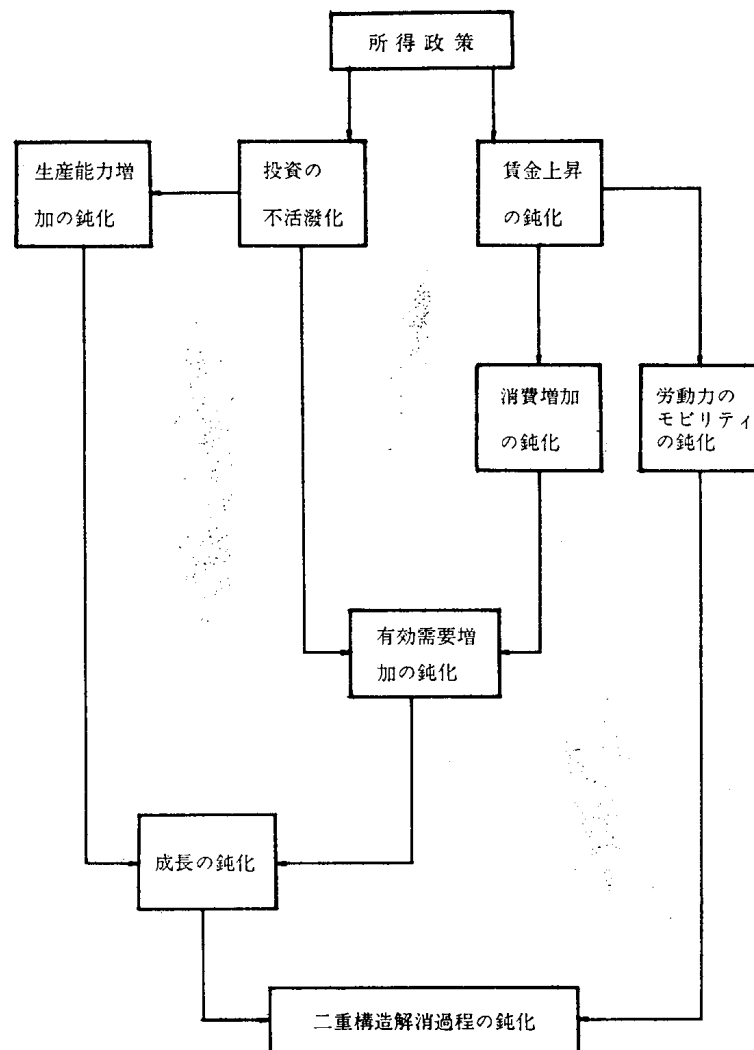 所得政策
生産能力増
加の鈍化
投資の
不活潑化
賃金上昇
の鈍化
消費増加
の鈍化
労動力の
モビリティ
の鈍化
有効需要増
加の鈍化
成長の鈍化
二重構造解消過程の鈍化